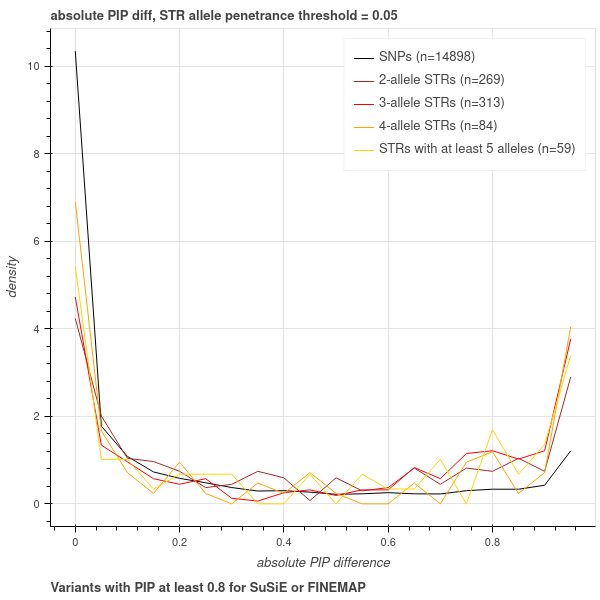 absolute PIP diff, STR allele penetrance threshold = 0.05
SNPs (n=14898)
2-allele STRs (n=269)
3-allele STRs (n=313)
4-allele STRs (n=84)
STRs with at least 5 alleles (n=59)
10
8
6
4
2
0
density
0
0.2
0.4
0.6
0.8
absolute PIP difference
Variants with PIP at least 0.8 for SuSiE or FINEMAP